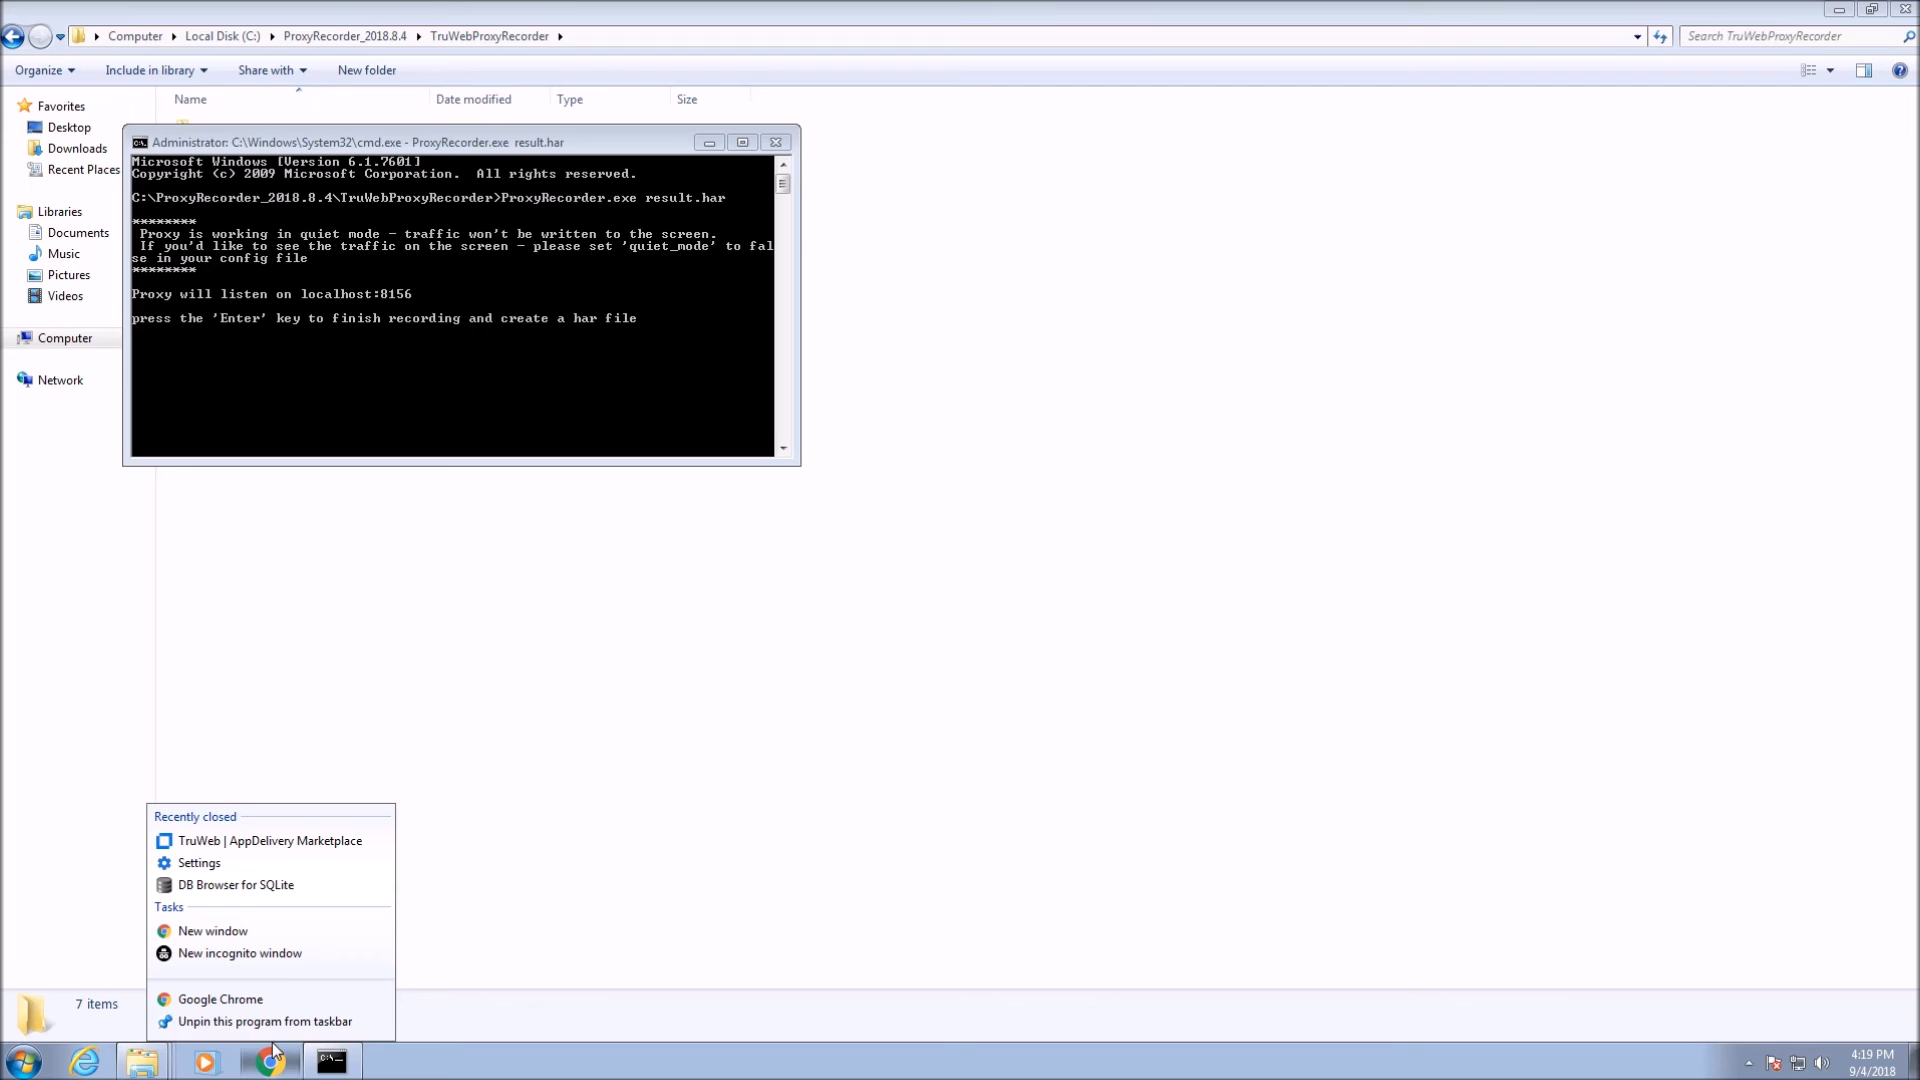 Computer Local Disk (C:) ProxyRecorder_2018.8.4 TruWebProxyRecorder
Search TruWebProxyRecorder
Organize Include in library Share with New folder
Name Date modified Type Size
Favorites
Desktop
Downloads
Recent Places
Libraries
Documents
Music
Pictures
Videos
Computer
Network
Administrator: C:\Windows\System32\cmd.exe - ProxyRecorder.exe result.har
Microsoft Windows [Version 6.1.7601]
Copyright (c) 2009 Microsoft Corporation. All rights reserved.
C:\ProxyRecorder_2018.8.4\TruWebProxyRecorder>ProxyRecorder.exe result.har
********
Proxy is working in quiet mode - traffic won't be written to the screen.
If you'd like to see the traffic on the screen - please set 'quiet_mode' to fal
se in your config file
********
Proxy will listen on localhost:8156
press the 'Enter' key to finish recording and create a har file
Recently closed
TruWeb | AppDelivery Marketplace
Settings
DB Browser for SQLite
Tasks
New window
New incognito window
Google Chrome
Unpin this program from taskbar
7 items
C:\_
4:19 PM
9/4/2018